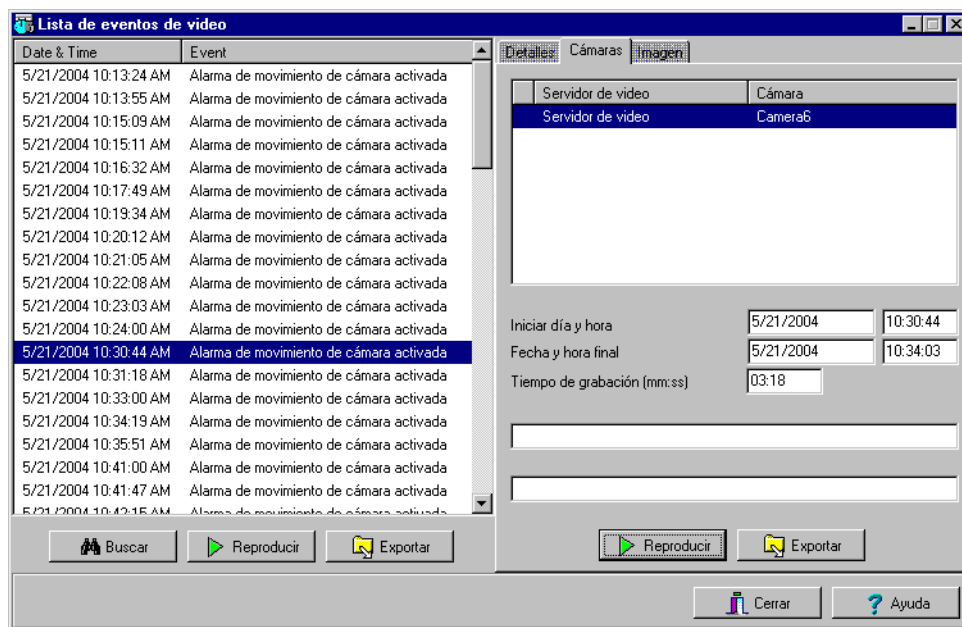 Lista de eventos de video
Date & Time Event
5/21/2004 10:13:24 AM Alarma de movimiento de cámara activada
5/21/2004 10:13:55 AM Alarma de movimiento de cámara activada
5/21/2004 10:15:09 AM Alarma de movimiento de cámara activada
5/21/2004 10:15:11 AM Alarma de movimiento de cámara activada
5/21/2004 10:16:32 AM Alarma de movimiento de cámara activada
5/21/2004 10:17:49 AM Alarma de movimiento de cámara activada
5/21/2004 10:19:34 AM Alarma de movimiento de cámara activada
5/21/2004 10:20:12 AM Alarma de movimiento de cámara activada
5/21/2004 10:21:05 AM Alarma de movimiento de cámara activada
5/21/2004 10:22:08 AM Alarma de movimiento de cámara activada
5/21/2004 10:23:03 AM Alarma de movimiento de cámara activada
5/21/2004 10:24:00 AM Alarma de movimiento de cámara activada
5/21/2004 10:30:44 AM Alarma de movimiento de cámara activada
5/21/2004 10:31:18 AM Alarma de movimiento de cámara activada
5/21/2004 10:33:00 AM Alarma de movimiento de cámara activada
5/21/2004 10:34:19 AM Alarma de movimiento de cámara activada
5/21/2004 10:35:51 AM Alarma de movimiento de cámara activada
5/21/2004 10:41:00 AM Alarma de movimiento de cámara activada
5/21/2004 10:41:47 AM Alarma de movimiento de cámara activada
5/21/2004 10:42:15 AM Alarma de movimiento de cámara activada
Buscar Reproducir Exportar
Detalles Cámaras Imagen
Servidor de video Cámara
Servidor de video Camera6
Iniciar día y hora 5/21/2004 10:30:44
Fecha y hora final 5/21/2004 10:34:03
Tiempo de grabación (mm:ss) 03:18
Reproducir Exportar
Cerrar Ayuda